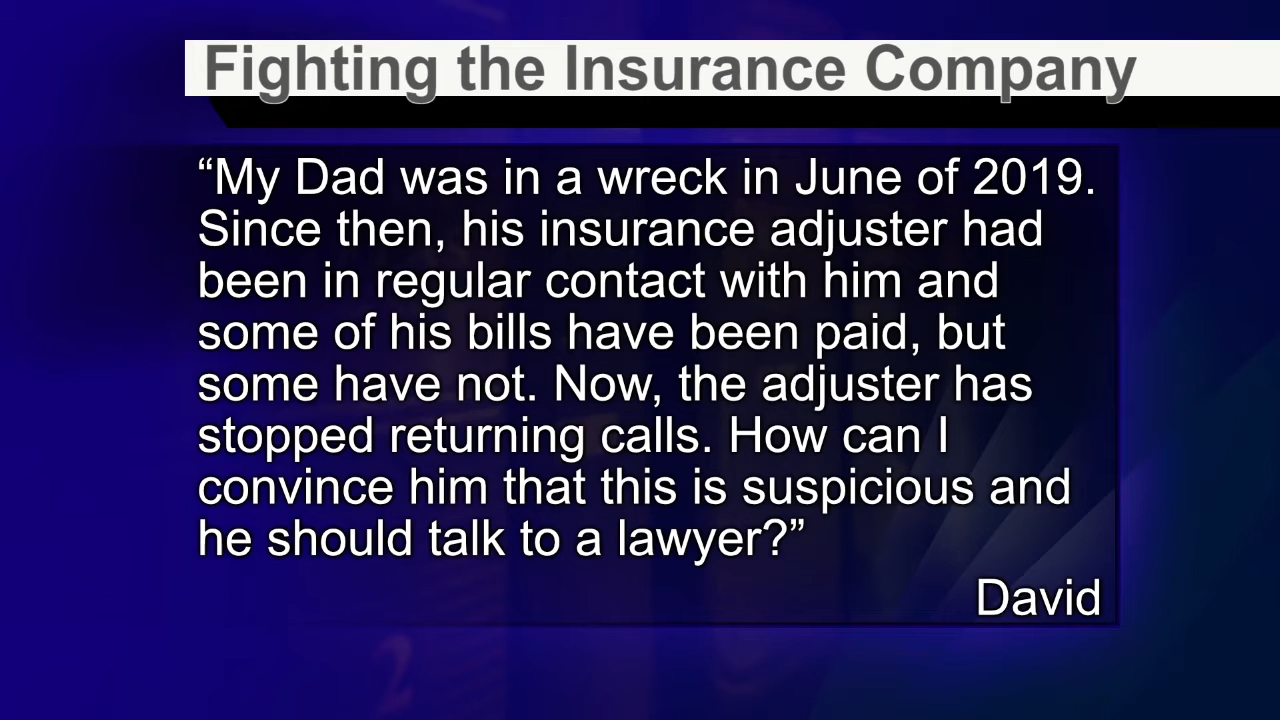 Fighting the Insurance Company
“My Dad was in a wreck in June of 2019.
Since then, his insurance adjuster had
been in regular contact with him and
some of his bills have been paid, but
some have not. Now, the adjuster has
stopped returning calls. How can I
convince him that this is suspicious and
he should talk to a lawyer?”
David
2